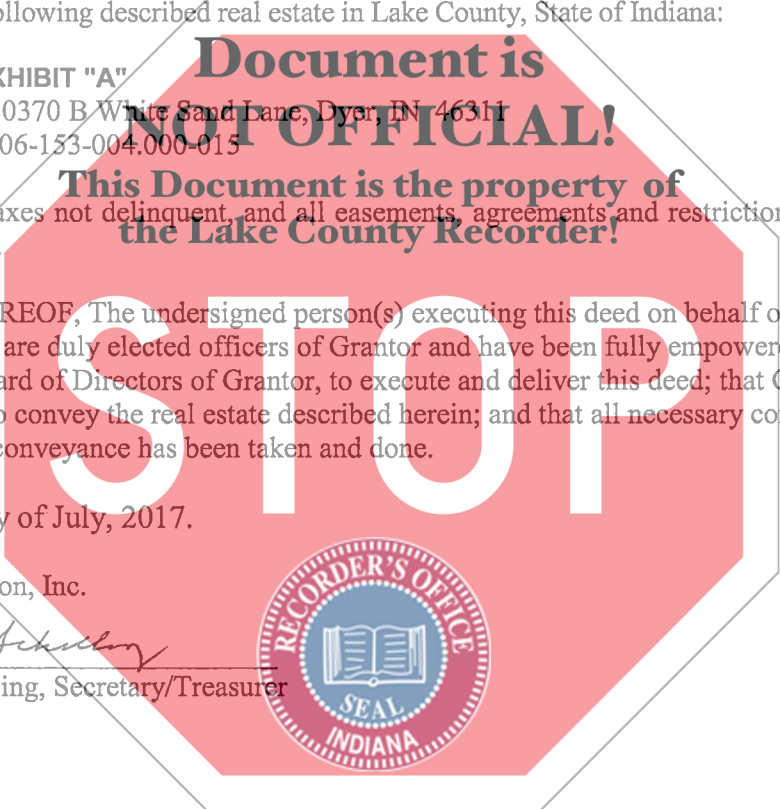 ollowing described real estate in Lake County, State of Indiana:
Document is
XHIBIT "A"
0370 B White Sand Lane, Dyer, IN 46311
NOT OFFICIAL!
06-153-004.000-015
This Document is the property of
axes not delinquent, and all easements, agreements and restriction
the Lake County Recorder!
REOF, The undersigned person(s) executing this deed on behalf o
are duly elected officers of Grantor and have been fully empower
ard of Directors of Grantor, to execute and deliver this deed; that
o convey the real estate described herein; and that all necessary co
conveyance has been taken and done.
STOP
y of July, 2017.
on, Inc.
ing, Secretary/Treasurer
RECORDER'S OFFICE
SEAL
INDIANA